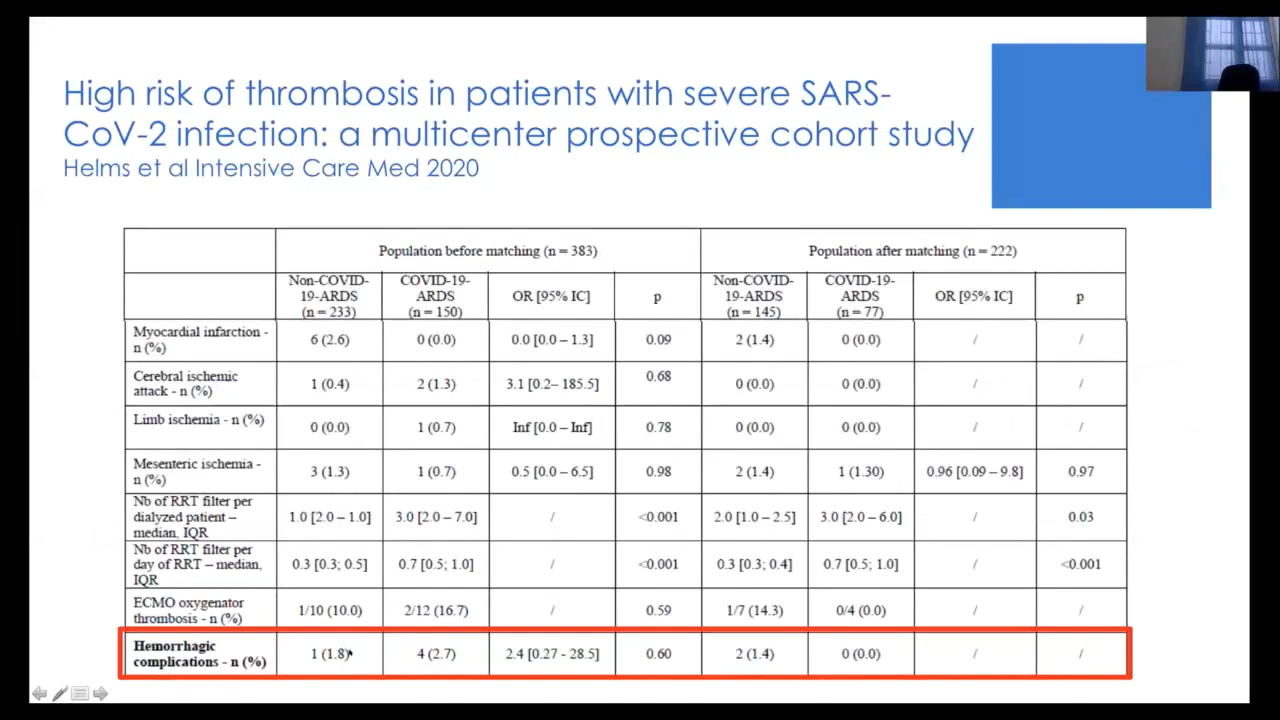 High risk of thrombosis in patients with severe SARS-
CoV-2 infection: a multicenter prospective cohort study
Helms et al Intensive Care Med 2020
Population before matching (n = 383) Population after matching (n = 222)
Non-COVID-
19-ARDS
(n = 233)
COVID-19-
ARDS
(n = 150)
OR [95% IC]
p
Non-COVID-
19-ARDS
(n = 145)
COVID-19-
ARDS
(n = 77)
OR [95% IC]
p
Myocardial infarction -
n (%)
6 (2.6) 0 (0.0) 0.0 [0.0 – 1.3] 0.09 2 (1.4) 0 (0.0) / /
Cerebral ischemic
attack - n (%)
1 (0.4) 2 (1.3) 3.1 [0.2– 185.5] 0.68 0 (0.0) 0 (0.0) / /
Limb ischemia - n (%)
0 (0.0) 1 (0.7) Inf [0.0 – Inf] 0.78 0 (0.0) 0 (0.0) / /
Mesenteric ischemia -
n (%)
3 (1.3) 1 (0.7) 0.5 [0.0 – 6.5] 0.98 2 (1.4) 1 (1.30) 0.96 [0.09 – 9.8] 0.97
Nb of RRT filter per
dialyzed patient –
median, IQR
1.0 [2.0 – 1.0] 3.0 [2.0 – 7.0] / <0.001 2.0 [1.0 – 2.5] 3.0 [2.0 – 6.0] / 0.03
Nb of RRT filter per
day of RRT – median,
IQR
0.3 [0.3; 0.5] 0.7 [0.5; 1.0] / <0.001 0.3 [0.3; 0.4] 0.7 [0.5; 1.0] / <0.001
ECMO oxygenator
thrombosis - n (%)
1/10 (10.0) 2/12 (16.7) / 0.59 1/7 (14.3) 0/4 (0.0) / /
Hemorrhagic
complications - n (%)
1 (1.8) 4 (2.7) 2.4 [0.27 - 28.5] 0.60 2 (1.4) 0 (0.0) / /